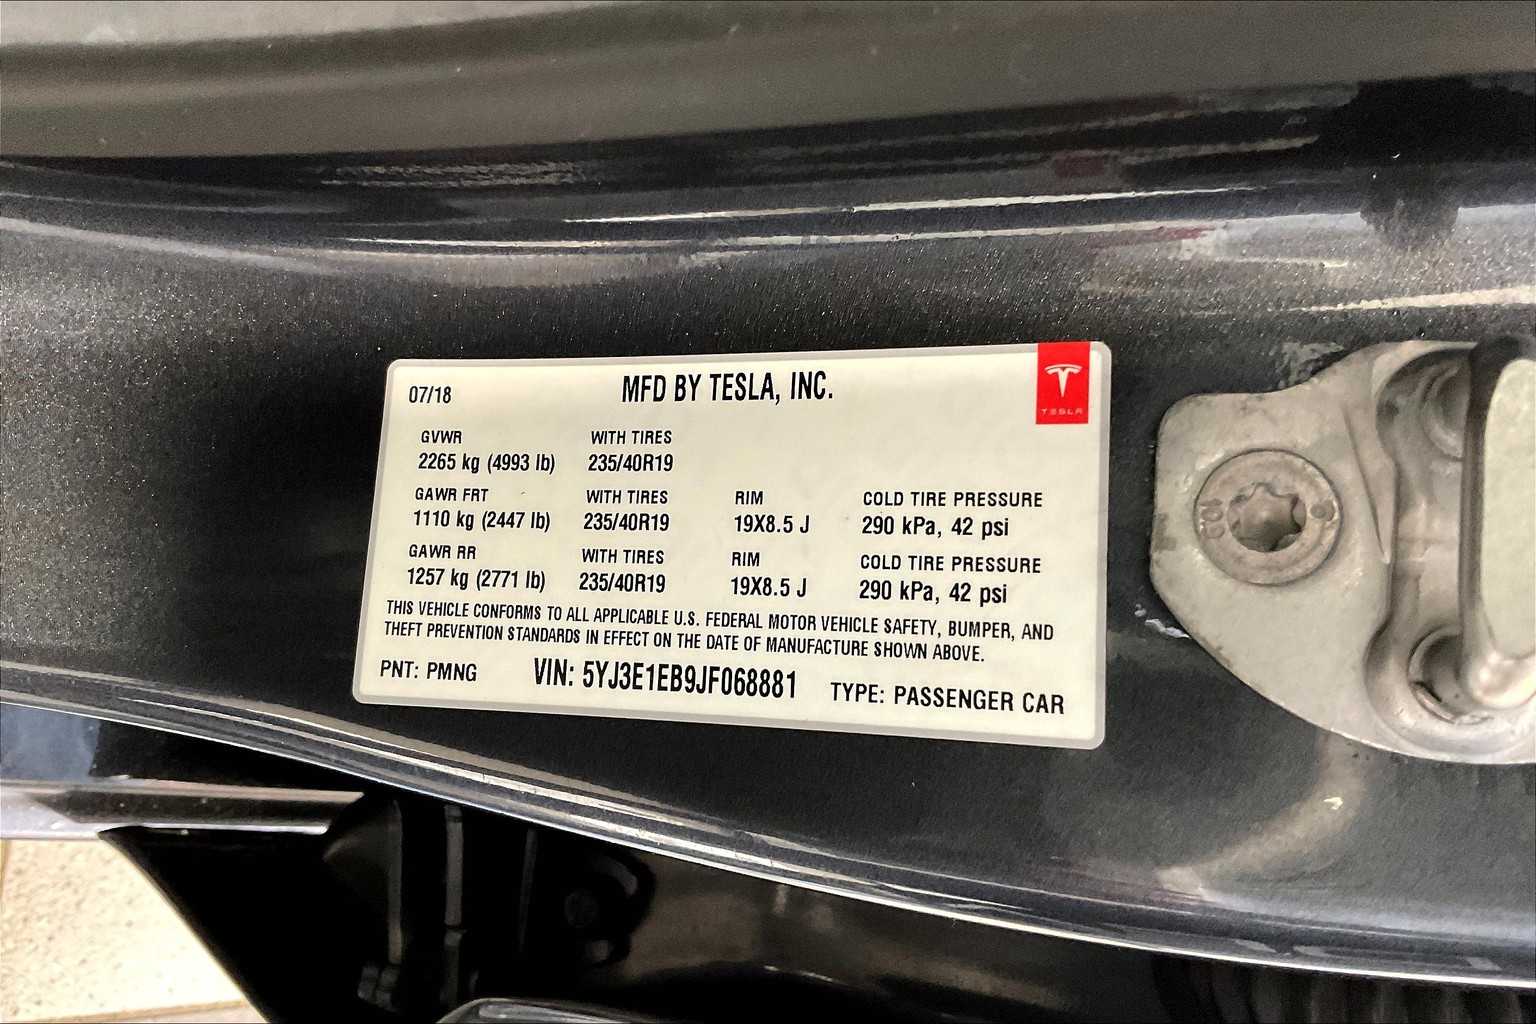 07/18 MFD BY TESLA, INC.
TESLA
GVWR WITH TIRES
2265 kg (4993 lb) 235/40R19
GAWR FRT WITH TIRES RIM COLD TIRE PRESSURE
1110 kg (2447 lb) 235/40R19 19X8.5 J 290 kPa, 42 psi
GAWR RR WITH TIRES RIM COLD TIRE PRESSURE
1257 kg (2771 lb) 235/40R19 19X8.5 J 290 kPa, 42 psi
THIS VEHICLE CONFORMS TO ALL APPLICABLE U.S. FEDERAL MOTOR VEHICLE SAFETY, BUMPER, AND
THEFT PREVENTION STANDARDS IN EFFECT ON THE DATE OF MANUFACTURE SHOWN ABOVE.
PNT: PMNG VIN: 5YJ3E1EB9JF068881 TYPE: PASSENGER CAR